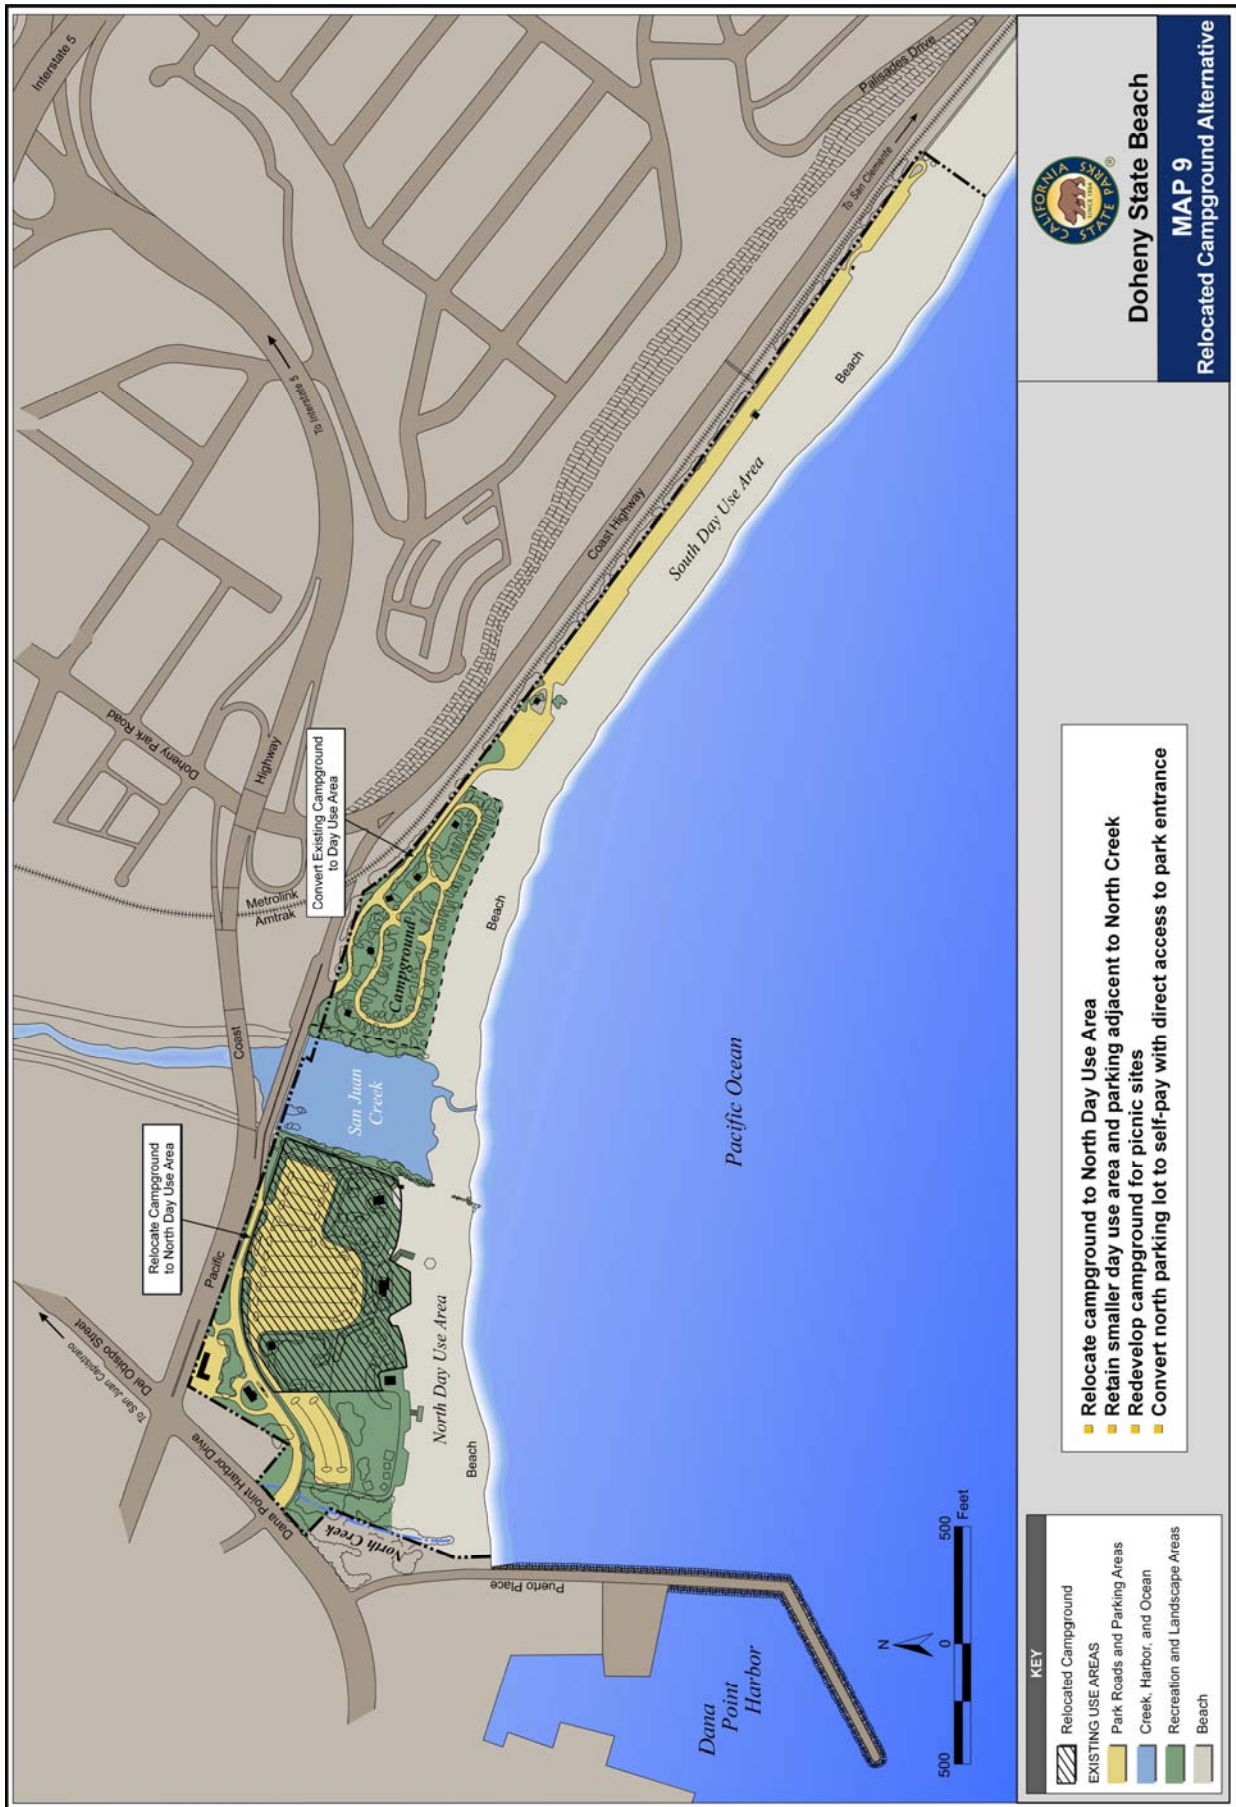 Interstate 5
Palisades Drive
To San Clemente
To Interstate 5
Coast Highway
Doheny Park Road
Highway
Convert Existing Campground
to Day Use Area
Metrolink
Amtrak
Coast
Campground
Beach
South Day Use Area
Beach
San Juan
Creek
Relocate Campground
to North Day Use Area
Pacific
Del Obispo Street
To San Juan Capistrano
Dana Point Harbor Drive
North Day Use Area
Beach
North Creek
Puerto Place
Pacific Ocean
Dana
Point
Harbor
N
500
0
500
Feet
KEY
Relocated Campground
EXISTING USE AREAS
Park Roads and Parking Areas
Creek, Harbor, and Ocean
Recreation and Landscape Areas
Beach
Relocate campground to North Day Use Area
Retain smaller day use area and parking adjacent to North Creek
Redevelop campground for picnic sites
Convert north parking lot to self-pay with direct access to park entrance
CALIFORNIA
STATE PARKS
SINCE 1864
®
Doheny State Beach
MAP 9
Relocated Campground Alternative